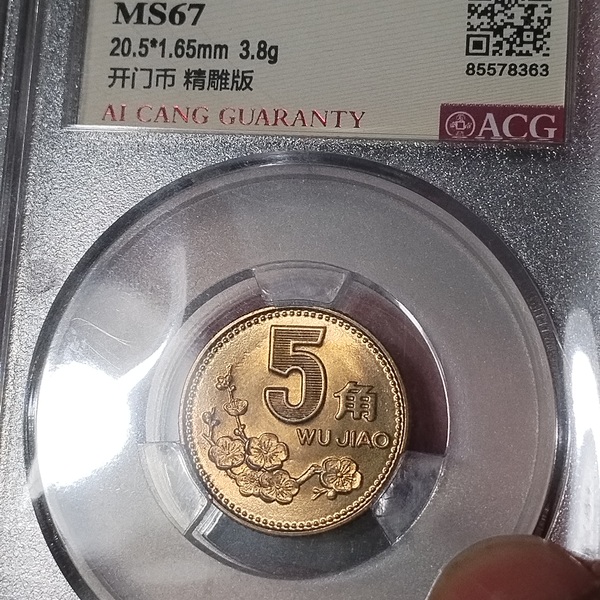 MS67
20.5*1.65mm 3.8g
85578363
开门币 精雕版
AI CANG GUARANTY
ACG
5
角
WU JIAO